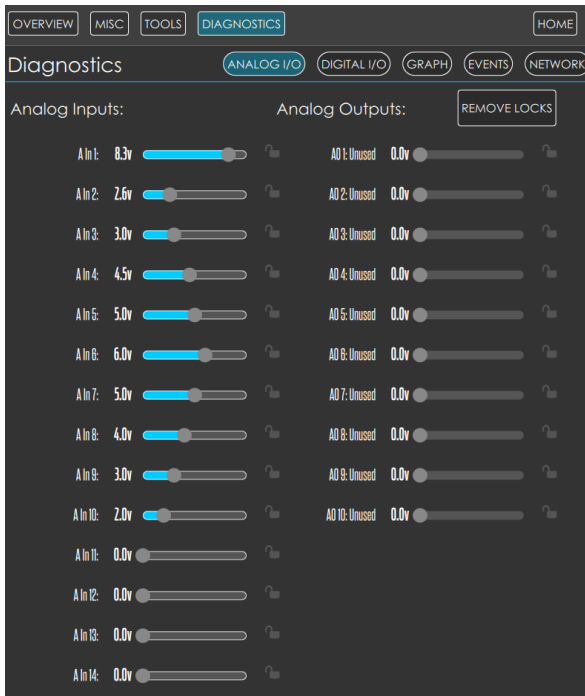 OVERVIEW MISC TOOLS DIAGNOSTICS HOME
Diagnostics ANALOG I/O DIGITAL I/O GRAPH EVENTS NETWORK
Analog Inputs: Analog Outputs: REMOVE LOCKS
A In 1: 8.3v AO 1: Unused 0.0v
A In 2: 2.6v AO 2: Unused 0.0v
A In 3: 3.0v AO 3: Unused 0.0v
A In 4: 4.5v AO 4: Unused 0.0v
A In 5: 5.0v AO 5: Unused 0.0v
A In 6: 6.0v AO 6: Unused 0.0v
A In 7: 5.0v AO 7: Unused 0.0v
A In 8: 4.0v AO 8: Unused 0.0v
A In 9: 3.0v AO 9: Unused 0.0v
A In 10: 2.0v AO 10: Unused 0.0v
A In 11: 0.0v
A In 12: 0.0v
A In 13: 0.0v
A In 14: 0.0v